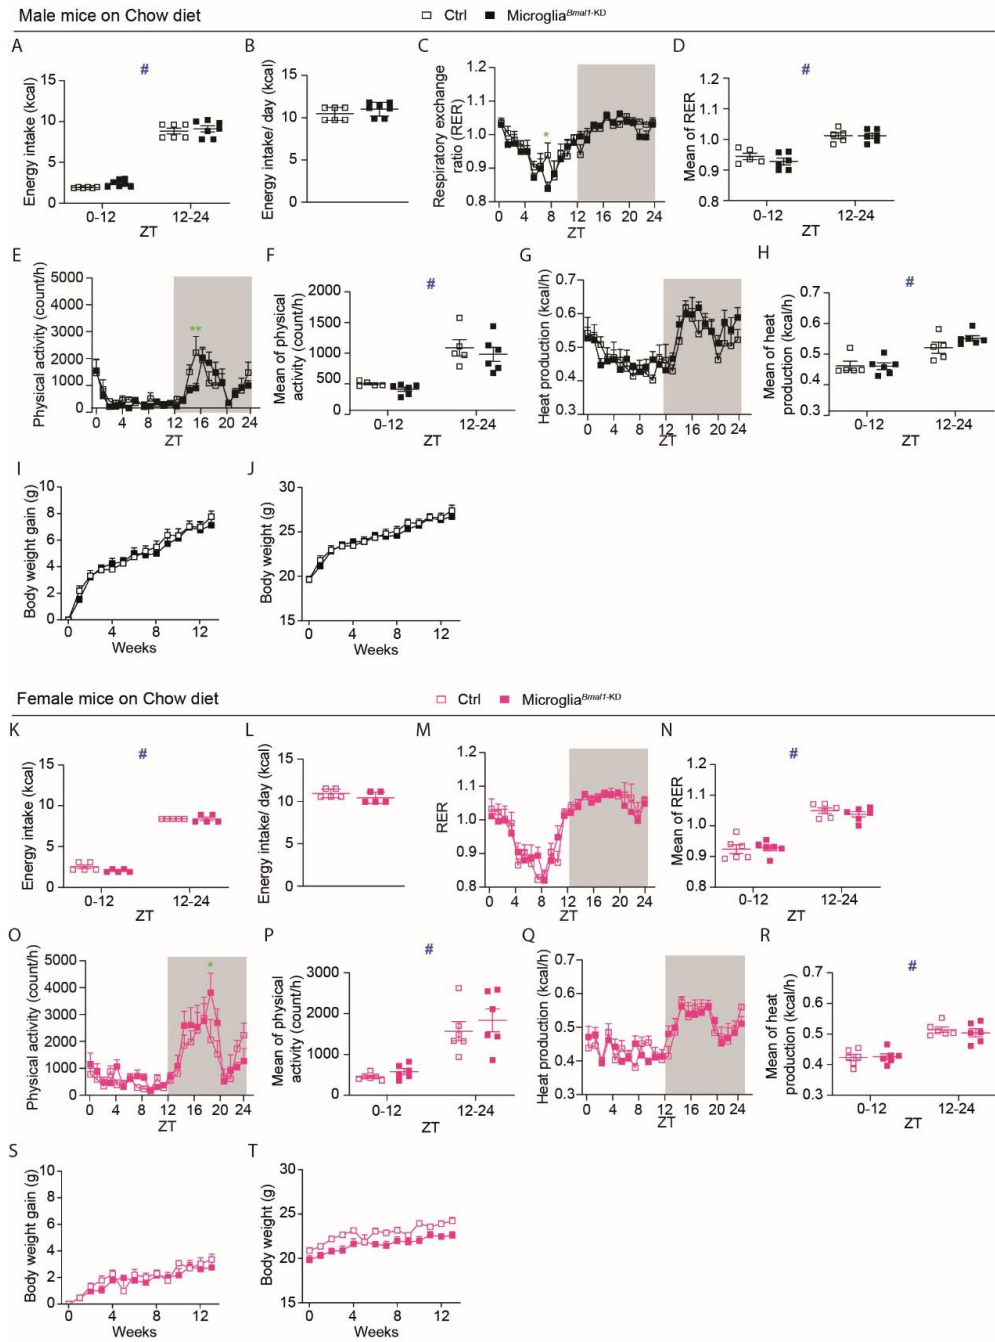 Male mice on Chow diet
Ctrl Microglia Bmal1-KD
A B C D
# #
Energy intake (kcal)
15
10
5
0
0-12 12-24
ZT
Energy intake/ day (kcal)
15
10
5
0
Respiratory exchange
ratio (RER)
1.2
1.1
1.0
0.9
0.8
*
0 4 8 12 16 20 24
ZT
Mean of RER
1.2
1.1
1.0
0.9
0.8
0-12 12-24
ZT
E F G H
# #
Physical activity (count/h)
5000
4000
3000
2000
1000
0
**
0 4 8 12 16 20 24
ZT
Mean of physical
activity (count/h)
2000
1500
1000
500
0
0-12 12-24
ZT
Heat production (kcal/h)
0.7
0.6
0.5
0.4
0.3
0 4 8 12 16 20 24
ZT
Mean of heat
production (kcal/h)
0.7
0.6
0.5
0.4
0.3
0-12 12-24
ZT
I J
Body weight gain (g)
10
8
6
4
2
0
0 4 8 12
Weeks
Body weight (g)
30
25
20
15
0 4 8 12
Weeks
Female mice on Chow diet
Ctrl Microglia Bmal1-KD
K L M N
# #
Energy intake (kcal)
15
10
5
0
0-12 12-24
ZT
Energy intake/ day (kcal)
15
10
5
0
RER
1.2
1.1
1.0
0.9
0.8
0 4 8 12 16 20 24
ZT
Mean of RER
1.2
1.1
1.0
0.9
0.8
0-12 12-24
ZT
O P Q R
# #
Physical activity (count/h)
5000
4000
3000
2000
1000
0
*
0 4 8 12 16 20 24
ZT
Mean of physical
activity (count/h)
3000
2000
1000
0
0-12 12-24
ZT
Heat production (kcal/h)
0.7
0.6
0.5
0.4
0.3
0 4 8 12 16 20 24
ZT
Mean of heat
production (kcal/h)
0.7
0.6
0.5
0.4
0.3
0-12 12-24
ZT
S T
Body weight gain (g)
10
8
6
4
2
0
0 4 8 12
Weeks
Body weight (g)
30
25
20
15
0 4 8 12
Weeks